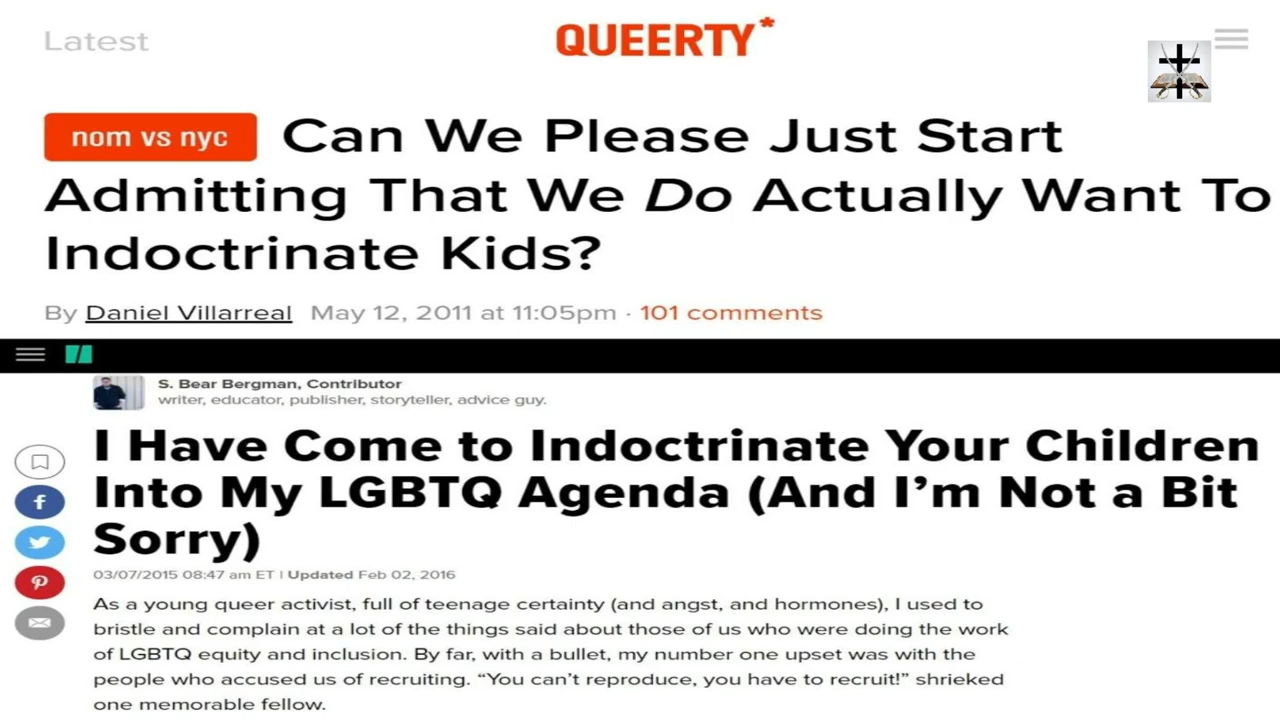 Latest
QUEERTY*
nom vs nyc Can We Please Just Start
Admitting That We Do Actually Want To
Indoctrinate Kids?
By Daniel Villarreal May 12, 2011 at 11:05pm · 101 comments
S. Bear Bergman, Contributor
writer, educator, publisher, storyteller, advice guy.
I Have Come to Indoctrinate Your Children
Into My LGBTQ Agenda (And I’m Not a Bit
Sorry)
03/07/2015 08:47 am ET | Updated Feb 02, 2016
As a young queer activist, full of teenage certainty (and angst, and hormones), I used to
bristle and complain at a lot of the things said about those of us who were doing the work
of LGBTQ equity and inclusion. By far, with a bullet, my number one upset was with the
people who accused us of recruiting. “You can’t reproduce, you have to recruit!” shrieked
one memorable fellow.